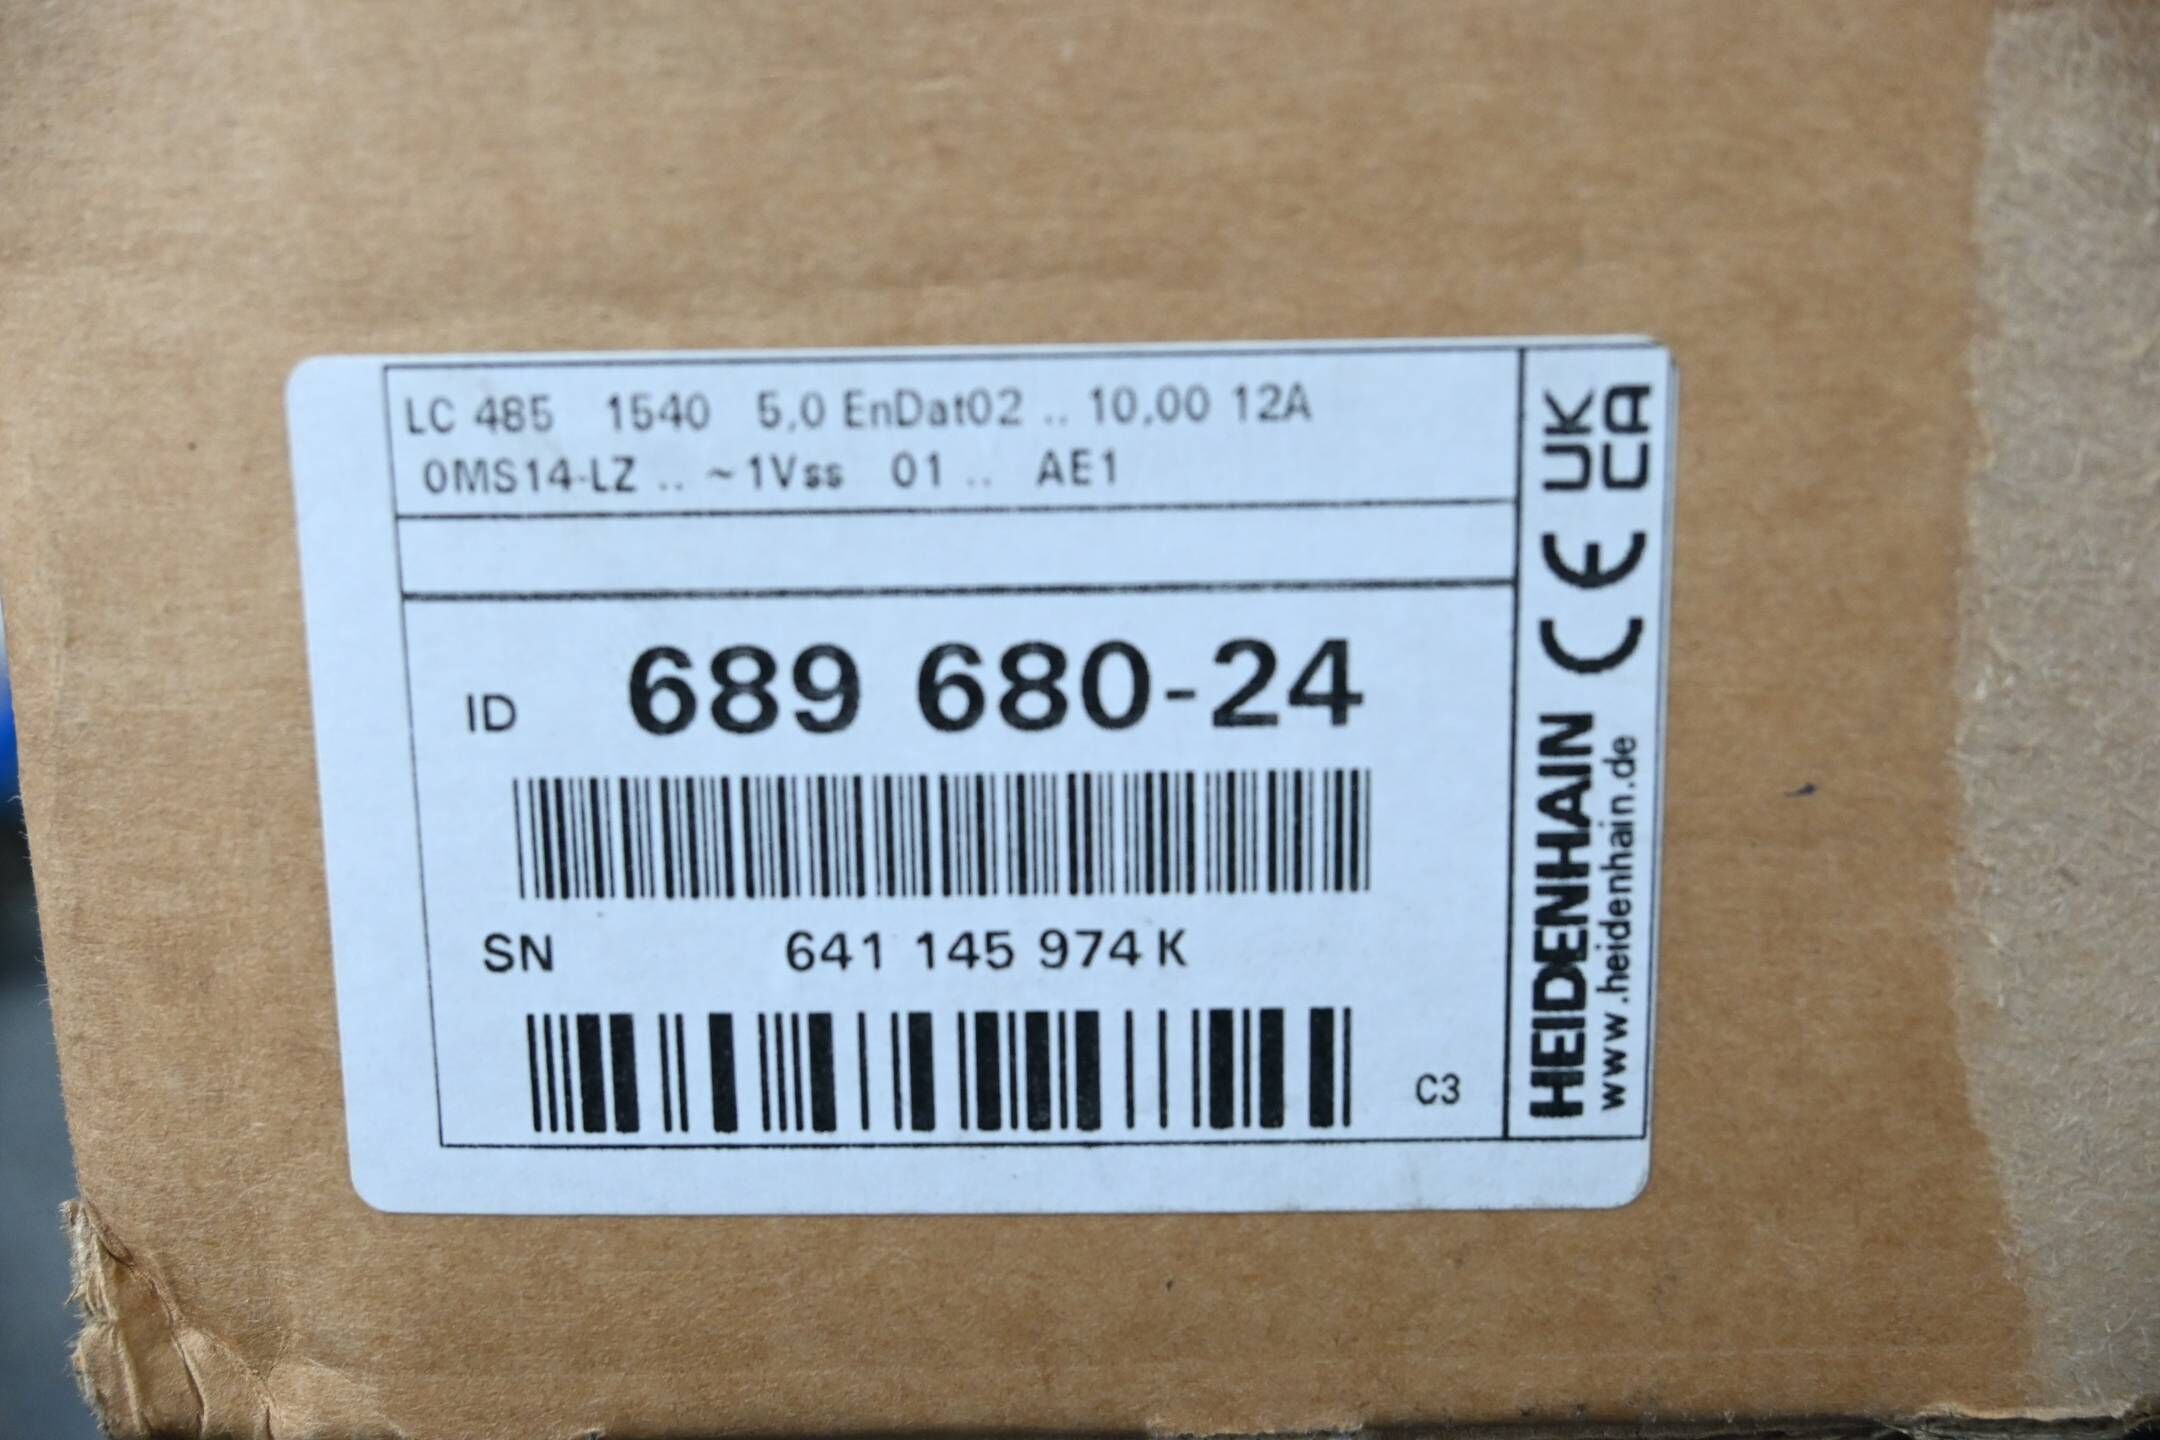 LC 485 1540 5,0 EnDat02 .. 10,00 12A
0MS14-LZ .. ~1Vss 01 .. AE1
ID 689 680-24
SN 641 145 974 K
C3
HEIDENHAIN CE UK
CA
www.heidenhain.de